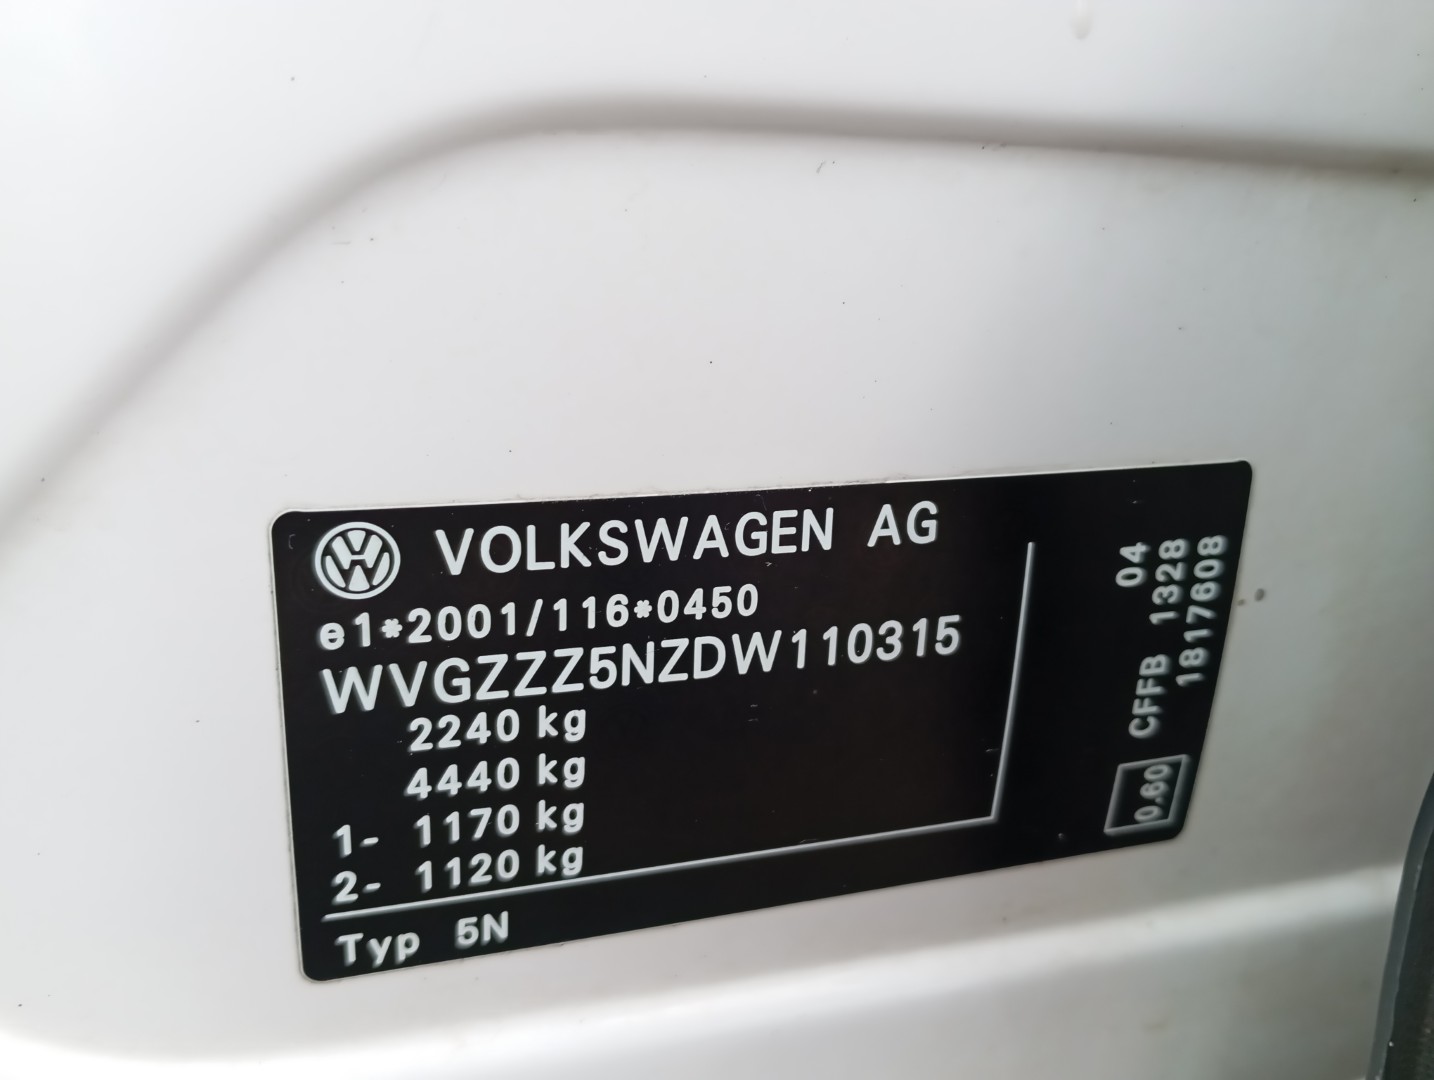 VOLKSWAGEN AG
e1*2001/116*0450
WVGZZZ5NZDW110315
2240 kg
4440 kg
1- 1170 kg
2- 1120 kg
Typ 5N
04
CFFB 1328
1817608
0.60